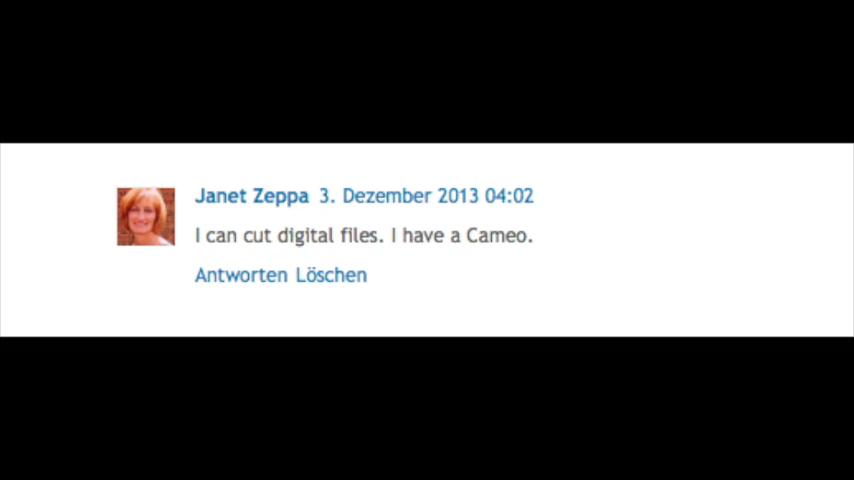 Janet Zeppa 3. Dezember 2013 04:02
I can cut digital files. I have a Cameo.
Antworten Löschen